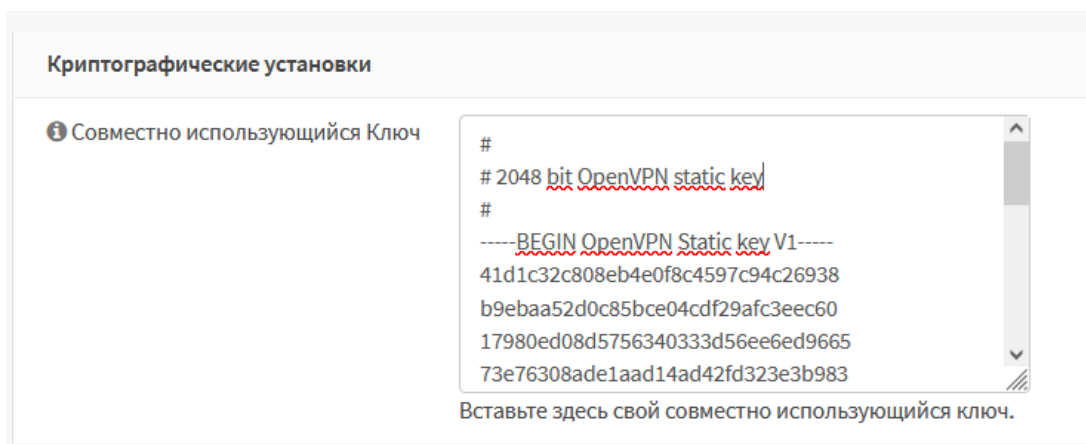 Криптографические установки
Совместно использующийся Ключ
#
# 2048 bit OpenVPN static key
#
-----BEGIN OpenVPN Static key V1-----
41d1c32c808eb4e0f8c4597c94c26938
b9ebaa52d0c85bce04cdf29afc3eec60
17980ed08d5756340333d56ee6ed9665
73e76308ade1aad14ad42fd323e3b983
Вставьте здесь свой совместно использующийся ключ.